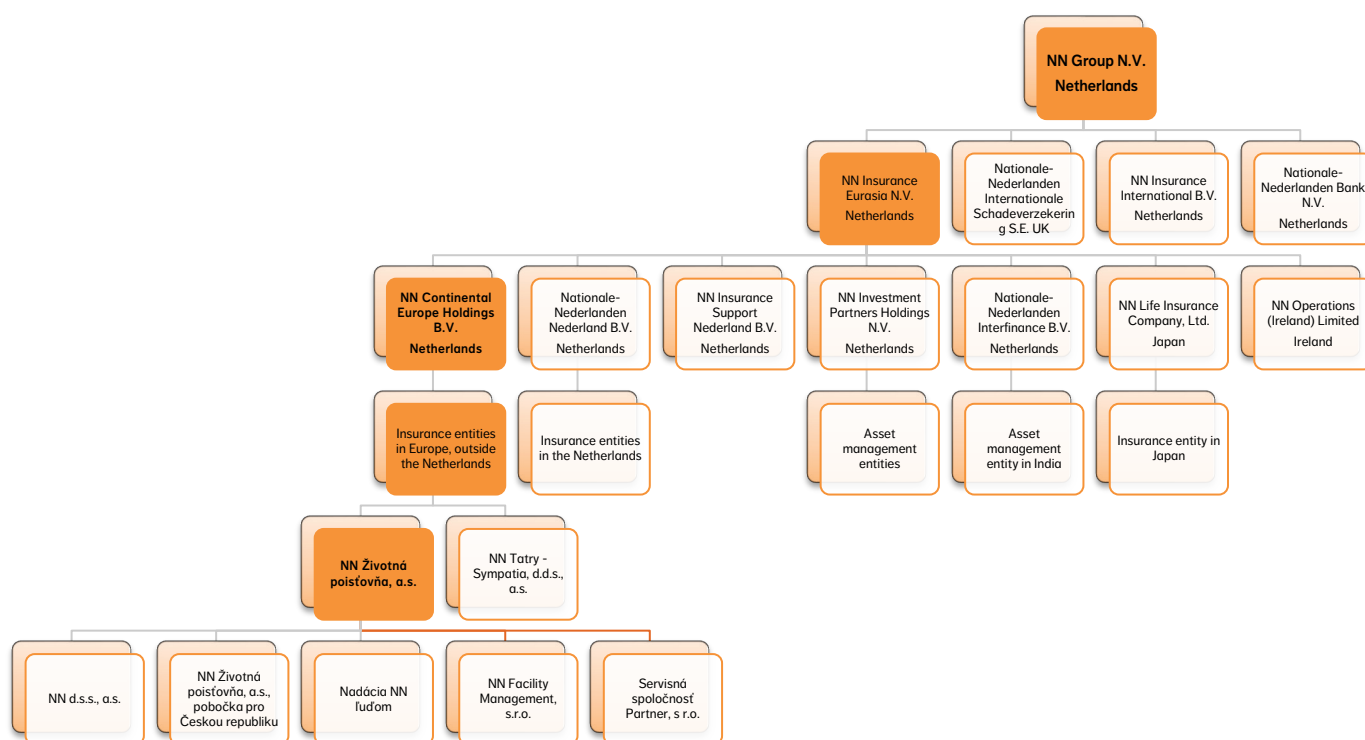 NN Group N.V.
Netherlands
NN Insurance
Eurasia N.V.
Netherlands
Nationale-
Nederlanden
Internationale
Schadeverzekerin
g S.E. UK
NN Insurance
International B.V.
Netherlands
Nationale-
Nederlanden Bank
N.V.
Netherlands
NN Continental
Europe Holdings
B.V.
Netherlands
Nationale-
Nederlanden
Nederland B.V.
Netherlands
NN Insurance
Support
Nederland B.V.
Netherlands
NN Investment
Partners Holdings
N.V.
Netherlands
Nationale-
Nederlanden
Interfinance B.V.
Netherlands
NN Life Insurance
Company, Ltd.
Japan
NN Operations
(Ireland) Limited
Ireland
Insurance entities
in Europe, outside
the Netherlands
Insurance entities
in the Netherlands
Asset
management
entities
Asset
management
entity in India
Insurance entity in
Japan
NN Životná
poisťovňa, a.s.
NN Tatry -
Sympatia, d.d.s.,
a.s.
NN d.s.s., a.s.
NN Životná
poisťovňa, a.s.,
pobočka pro
Českou republiku
Nadácia NN
ľuďom
NN Facility
Management,
s.r.o.
Servisná
spoločnosť
Partner, s r.o.